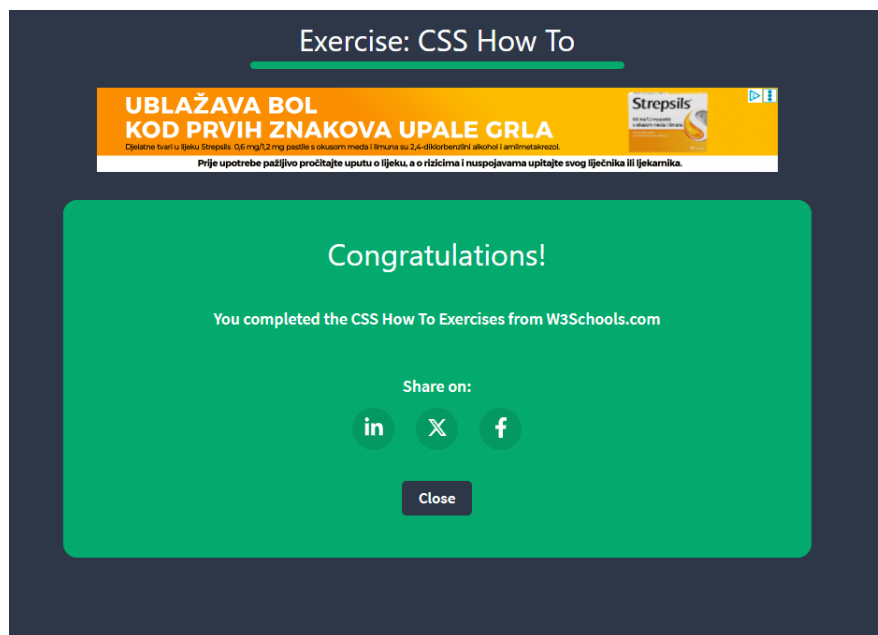 Exercise: CSS How To
UBLAŽAVA BOL
KOD PRVIH ZNAKOVA UPALE GRLA
Djelatne tvari u lijeku Strepsils 0,6 mg/1,2 mg pastile s okusom meda i limuna su 2,4-diklorbenzilni alkohol i amilmetakrezol.
Strepsils
Prije upotrebe pažljivo pročitajte uputu o lijeku, a o rizicima i nuspojavama upitajte svog liječnika ili ljekarnika.
Congratulations!
You completed the CSS How To Exercises from W3Schools.com
Share on:
in X f
Close